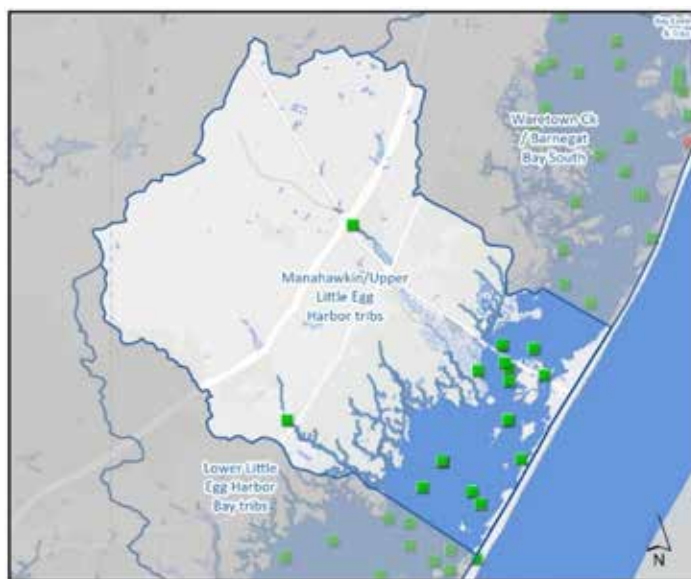 Waretown Ck
/ Barnegat
Bay South
Manahawkin/Upper
Little Egg
Harbor tribs
Lower Little
Egg Harbor
Bay tribs
N